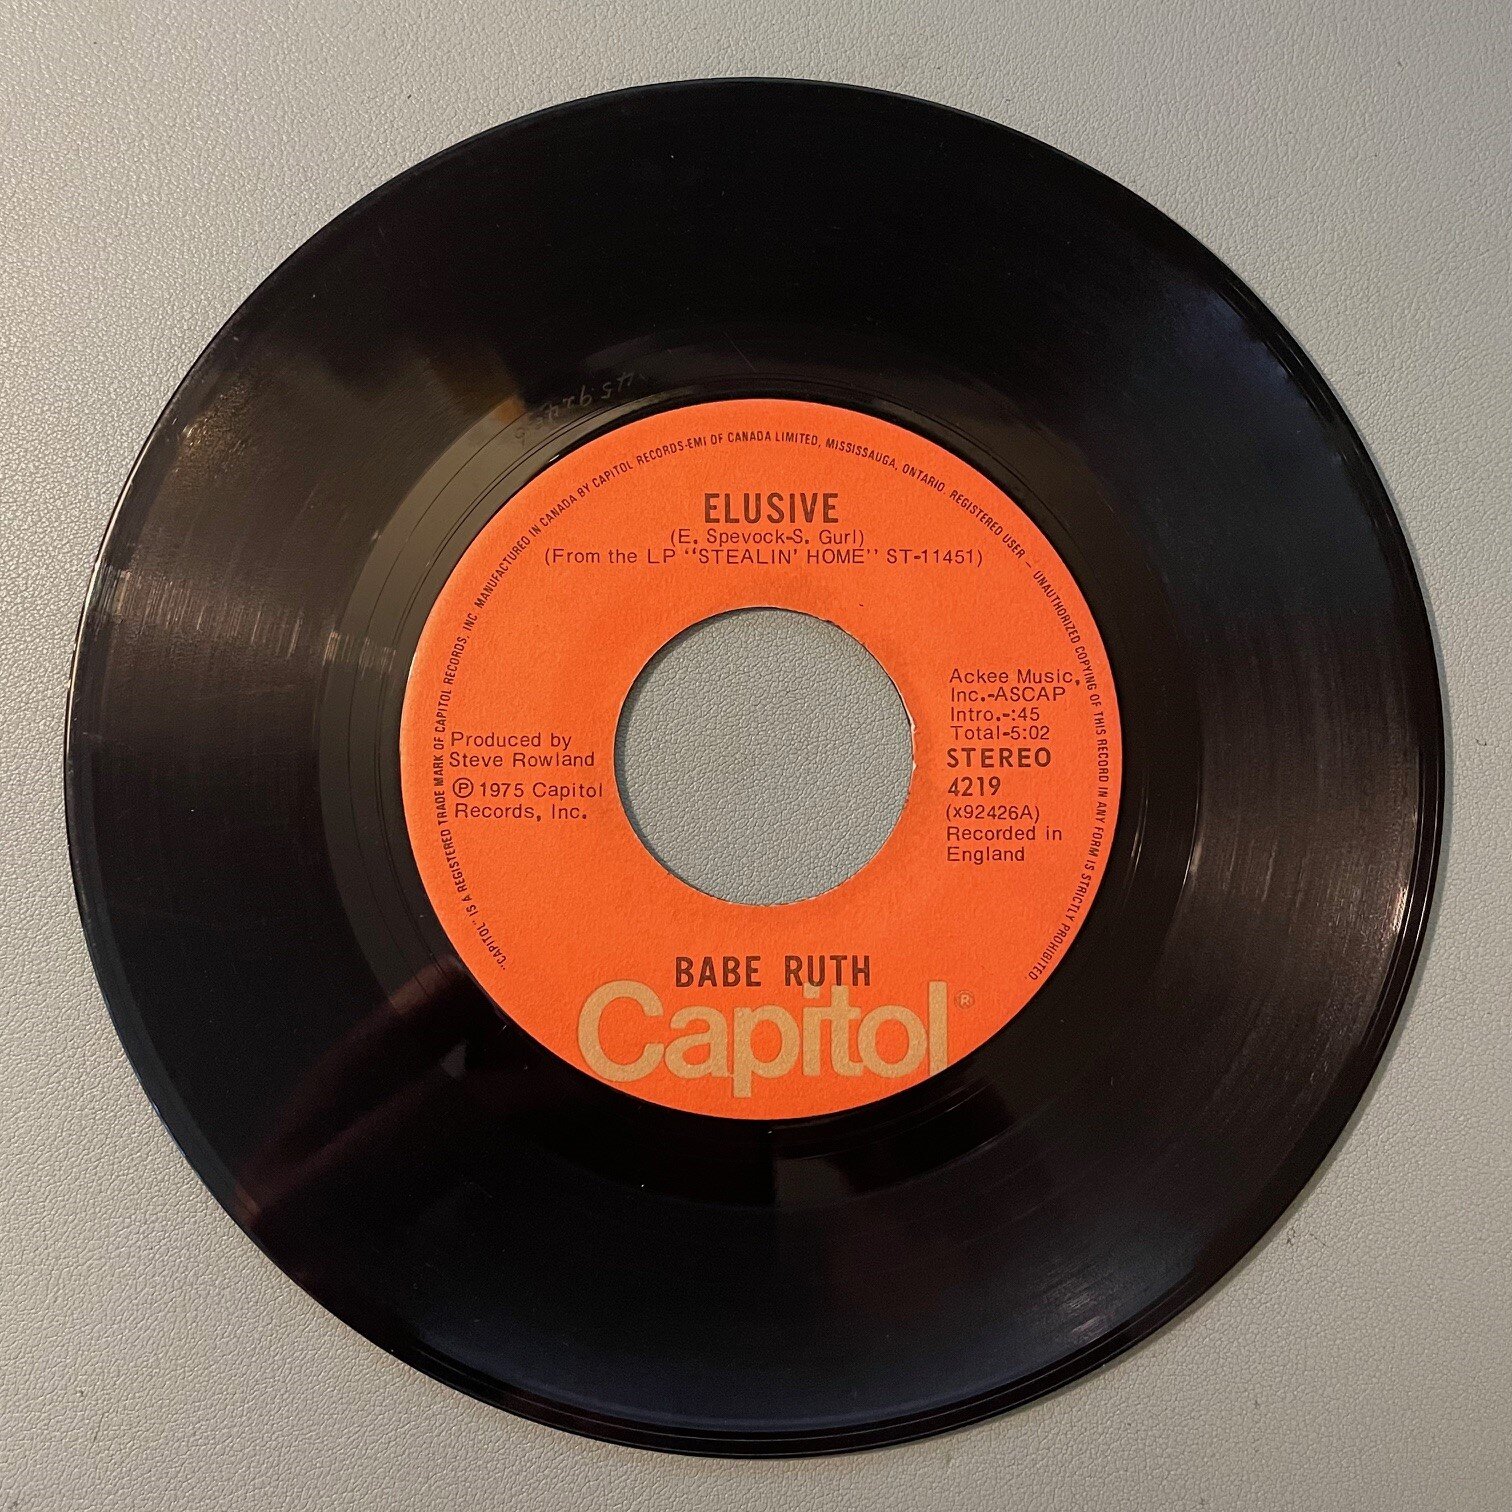 "CAPITOL" IS A REGISTERED TRADE MARK OF CAPITOL RECORDS, INC. MANUFACTURED IN CANADA BY CAPITOL RECORDS-EMI OF CANADA LIMITED, MISSISSAUGA, ONTARIO. REGISTERED USER – UNAUTHORIZED COPYING OF THIS RECORD IN ANY FORM IS STRICTLY PROHIBITED.
ELUSIVE
(E. Spevock-S. Gurl)
(From the LP "STEALIN' HOME" ST-11451)
Produced by
Steve Rowland
Ⓟ 1975 Capitol
Records, Inc.
Ackee Music,
Inc.-ASCAP
Intro.-:45
Total-5:02
STEREO
4219
(x92426A)
Recorded in
England
BABE RUTH
Capitol®